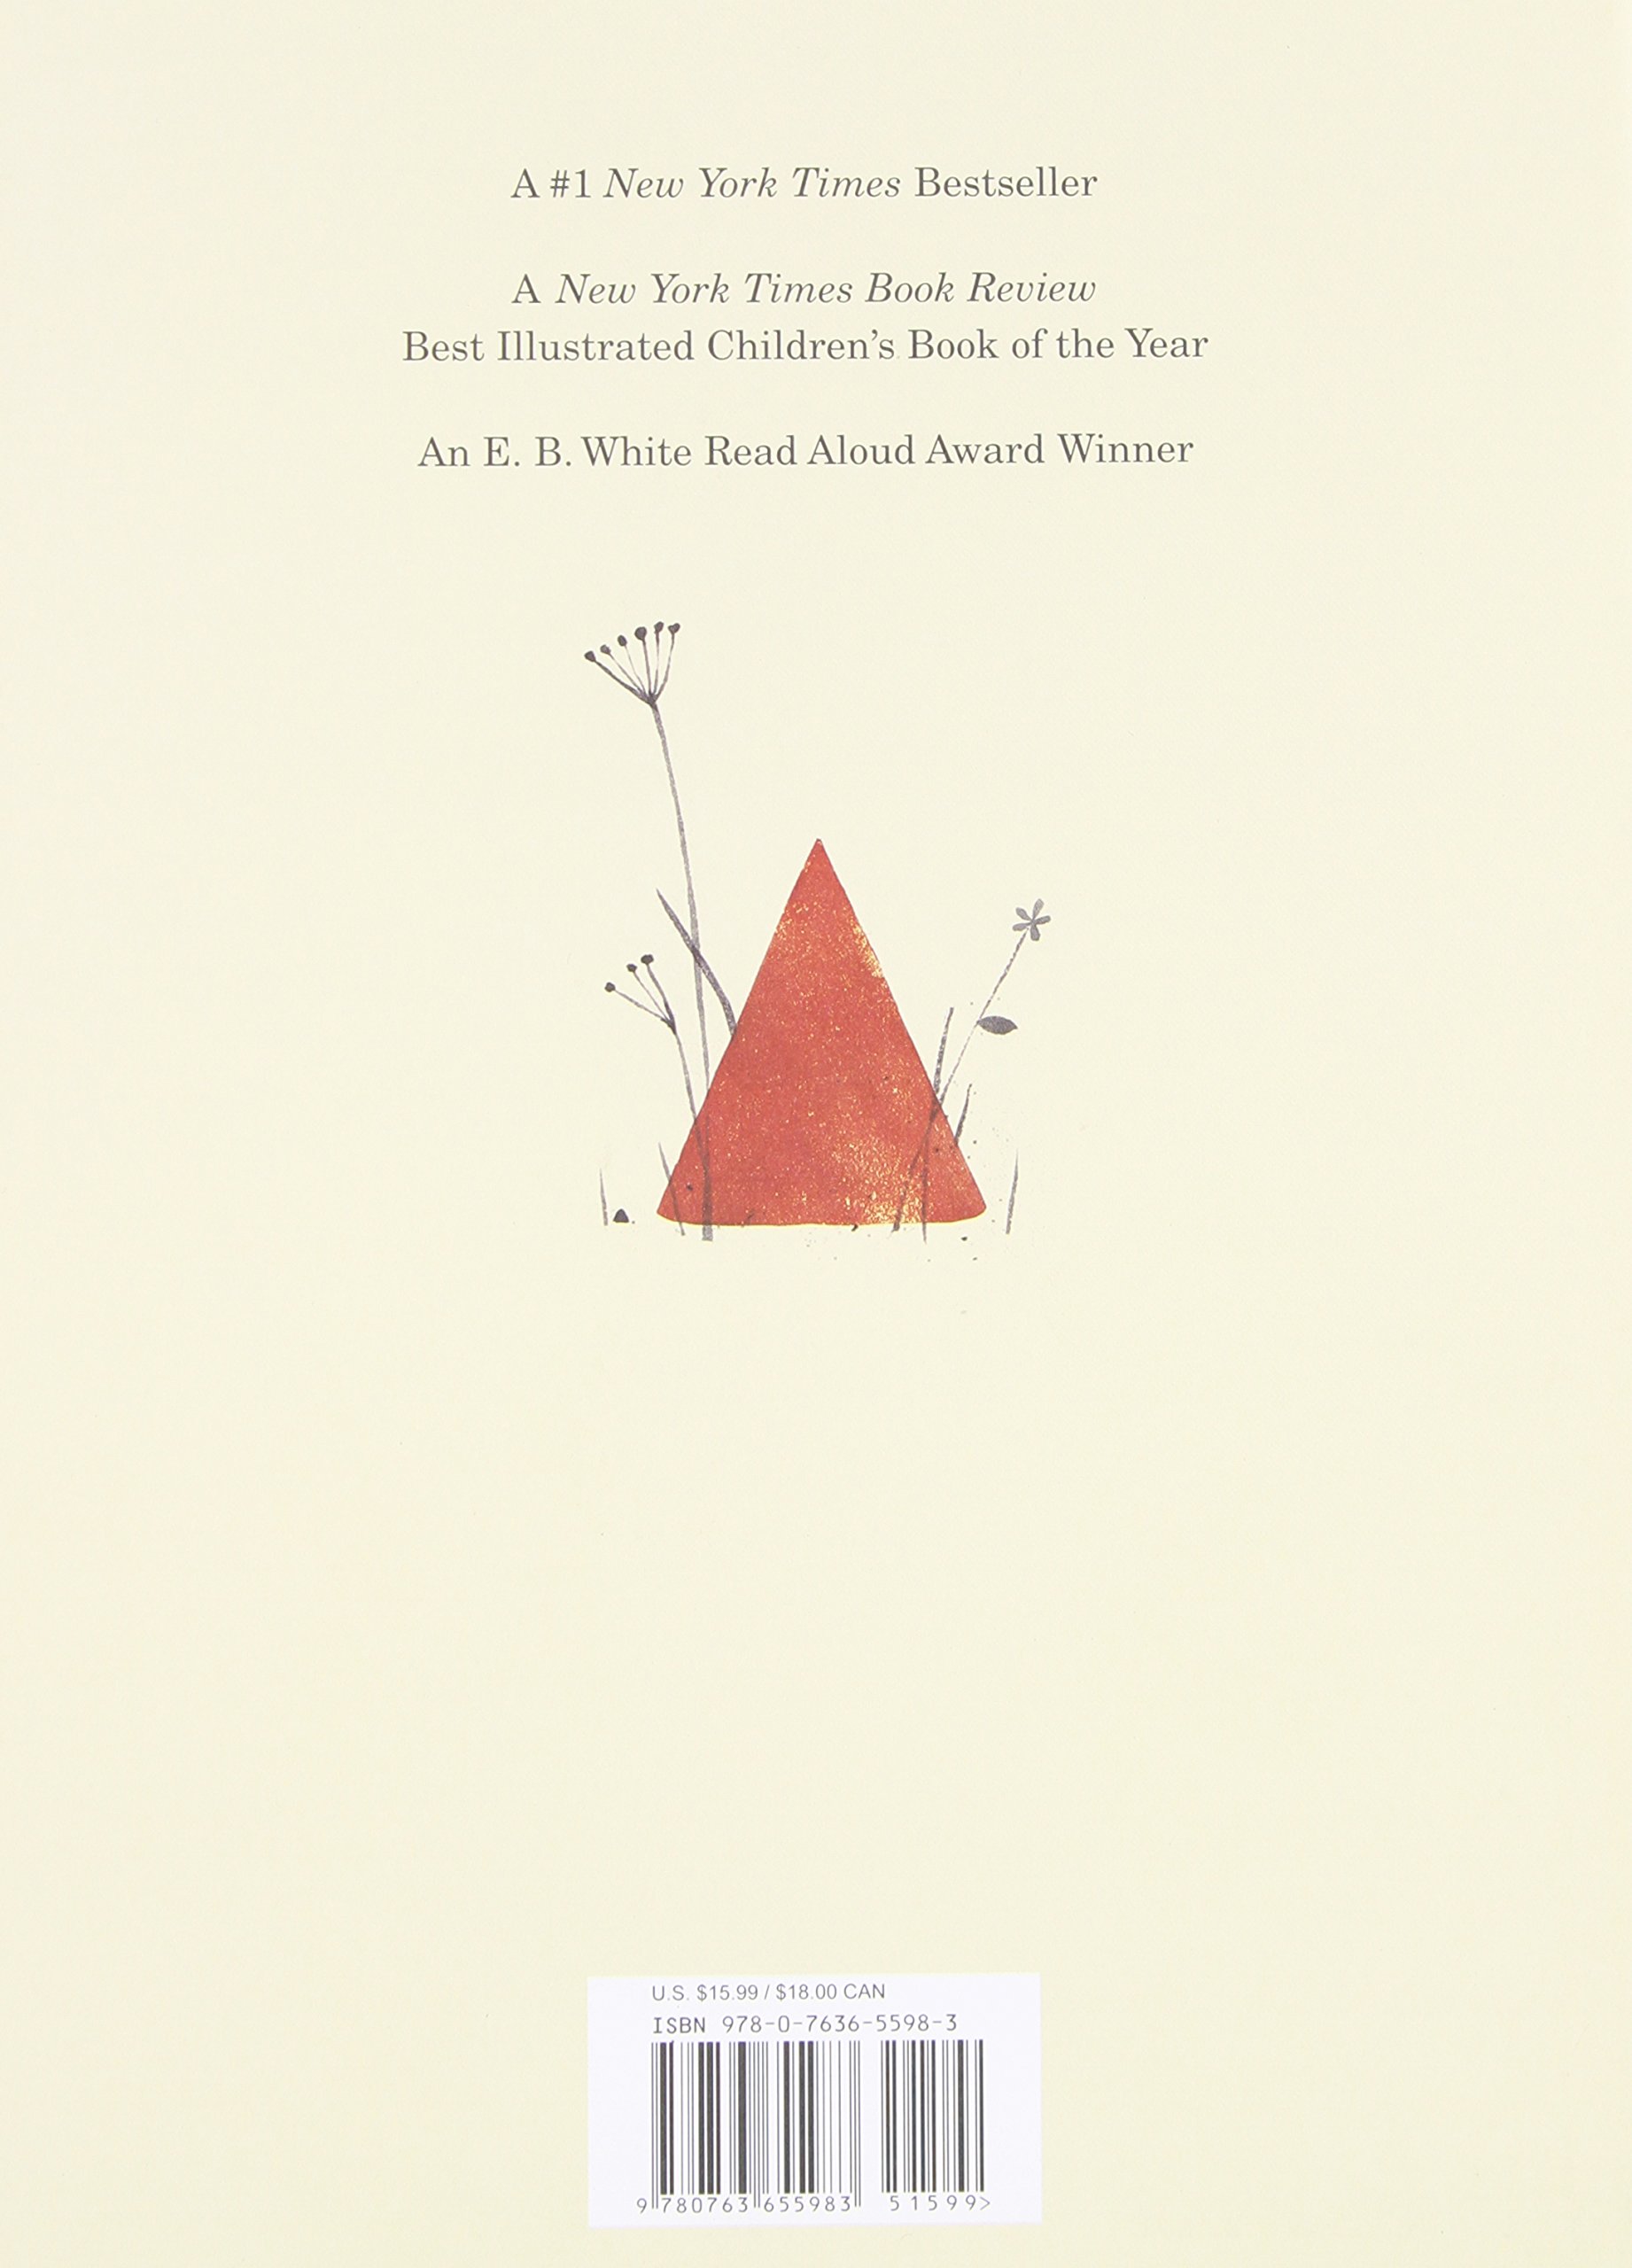 A #1 New York Times Bestseller
A New York Times Book Review
Best Illustrated Children's Book of the Year
An E. B. White Read Aloud Award Winner
U.S. $15.99 / $18.00 CAN
ISBN 978-0-7636-5598-3
9 780763 655983 51599>